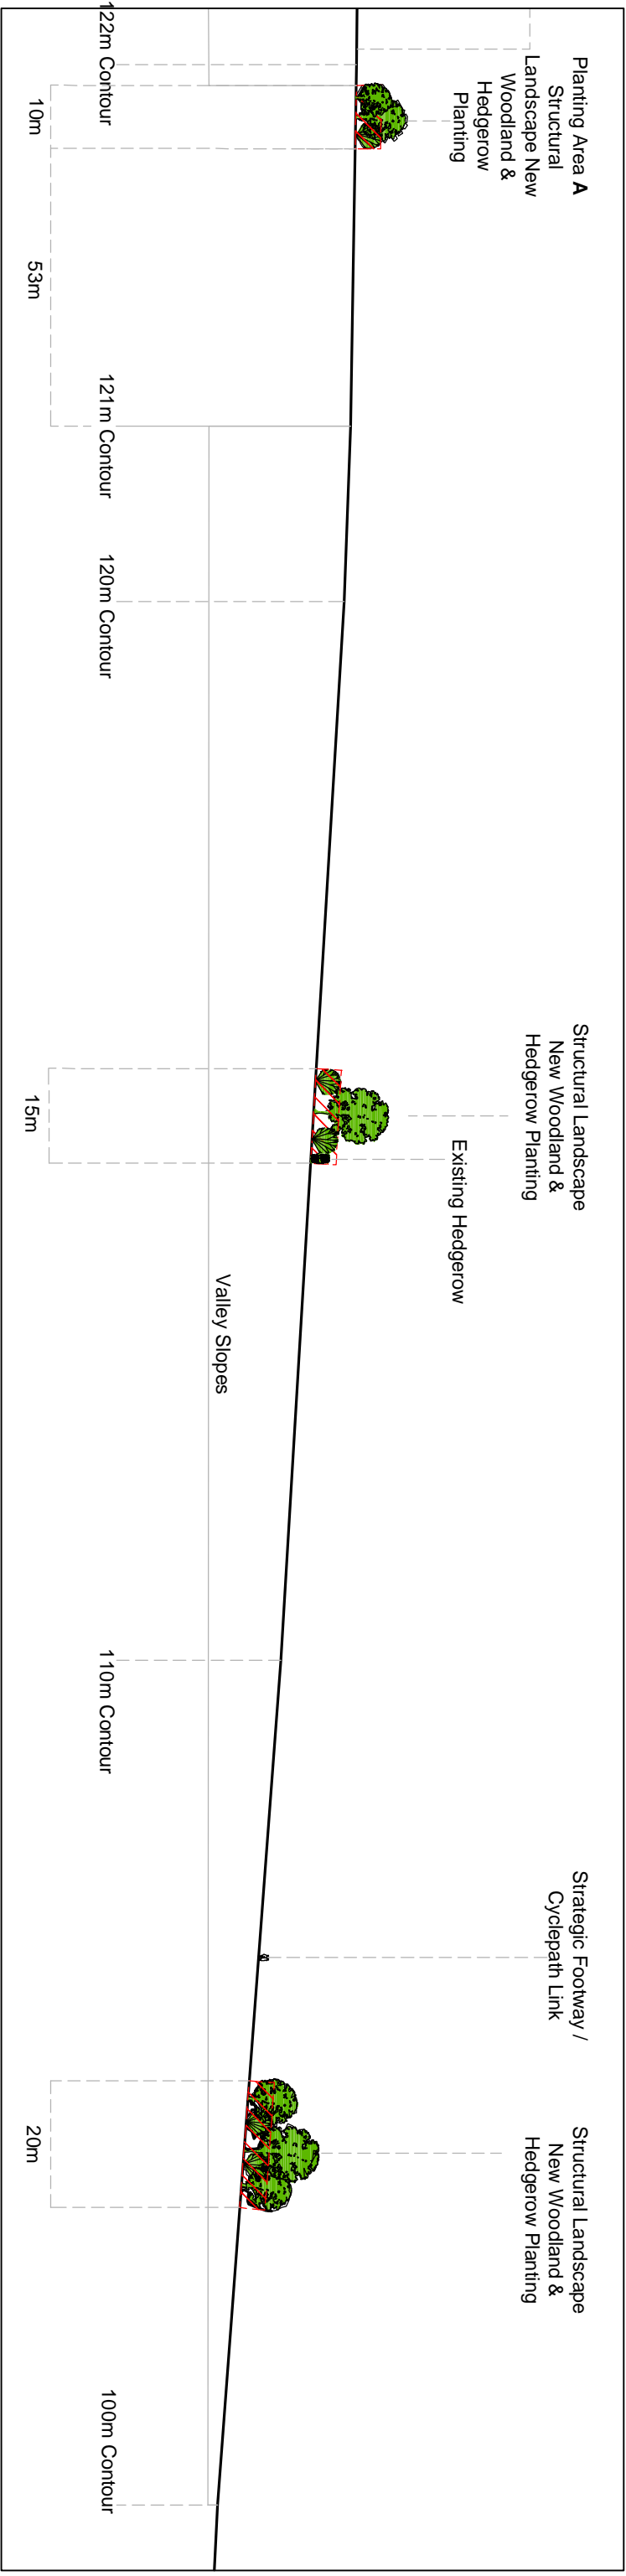 Planting Area A
Structural
Landscape New
Woodland &
Hedgerow
Planting
Structural Landscape
New Woodland &
Hedgerow Planting
Existing Hedgerow
Strategic Footway /
Cyclepath Link
Structural Landscape
New Woodland &
Hedgerow Planting
Valley Slopes
122m Contour
121m Contour
120m Contour
110m Contour
100m Contour
10m
53m
15m
20m